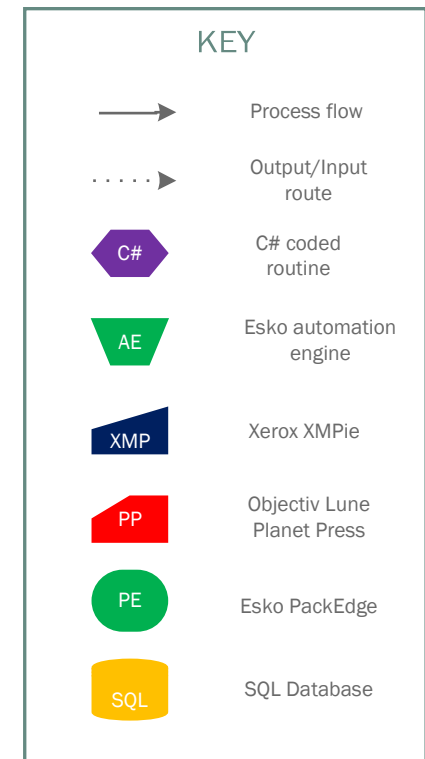 KEY
Process flow
Output/Input
route
C#
C# coded
routine
AE
Esko automation
engine
XMP
Xerox XMPie
PP
Objectiv Lune
Planet Press
PE
Esko PackEdge
SQL
SQL Database